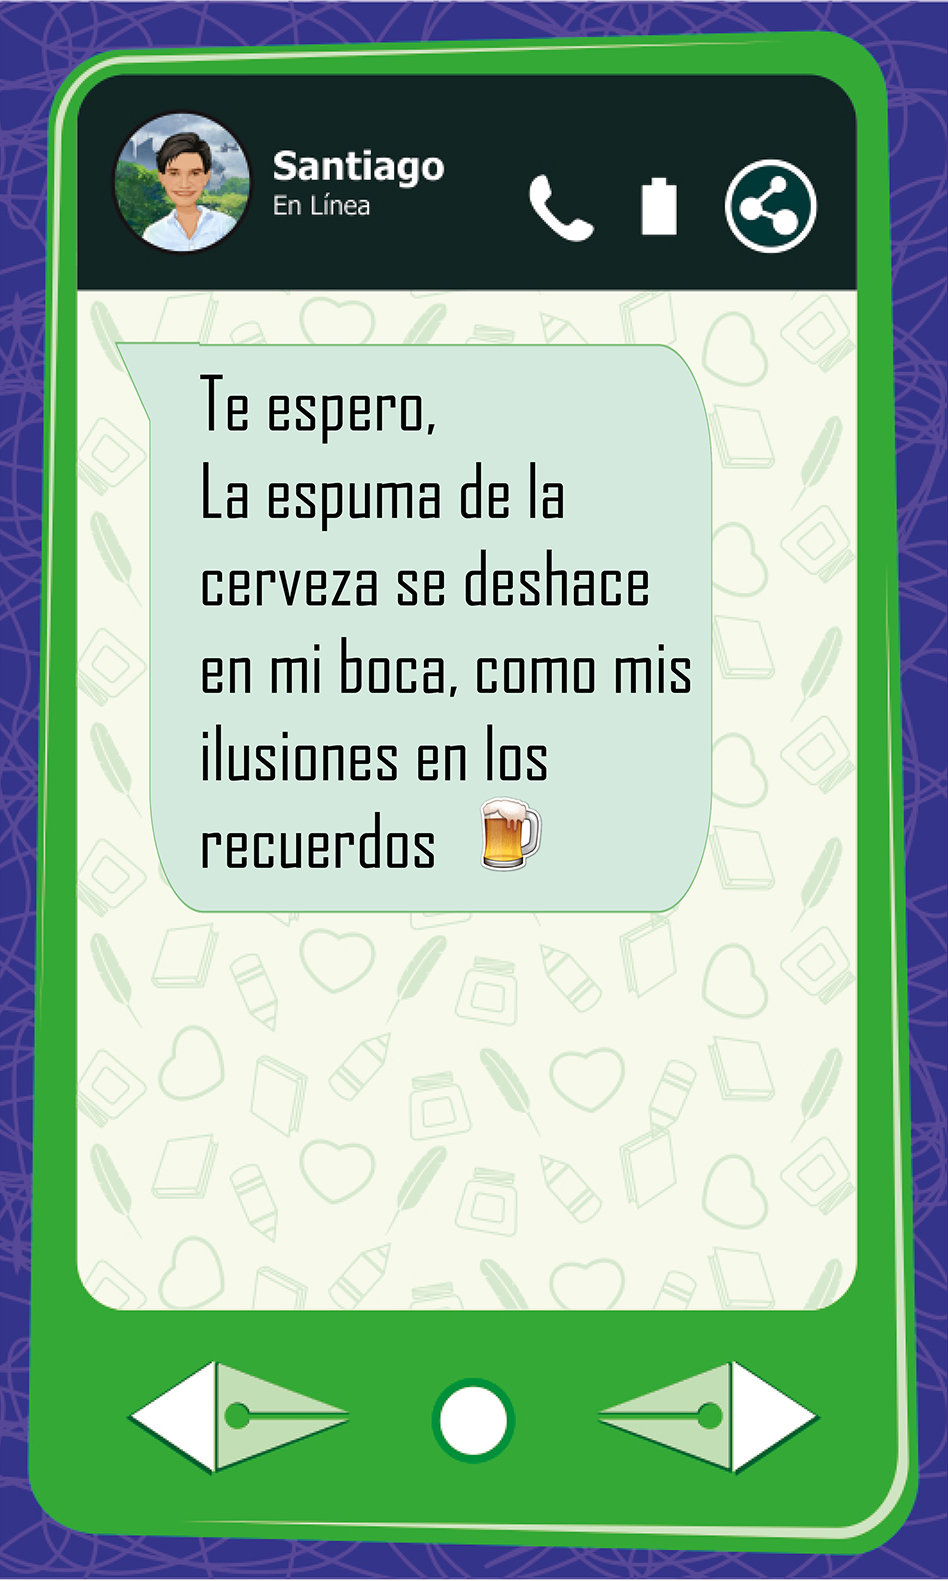 Santiago
En Línea
Te espero,
La espuma de la
cerveza se deshace
en mi boca, como mis
ilusiones en los
recuerdos